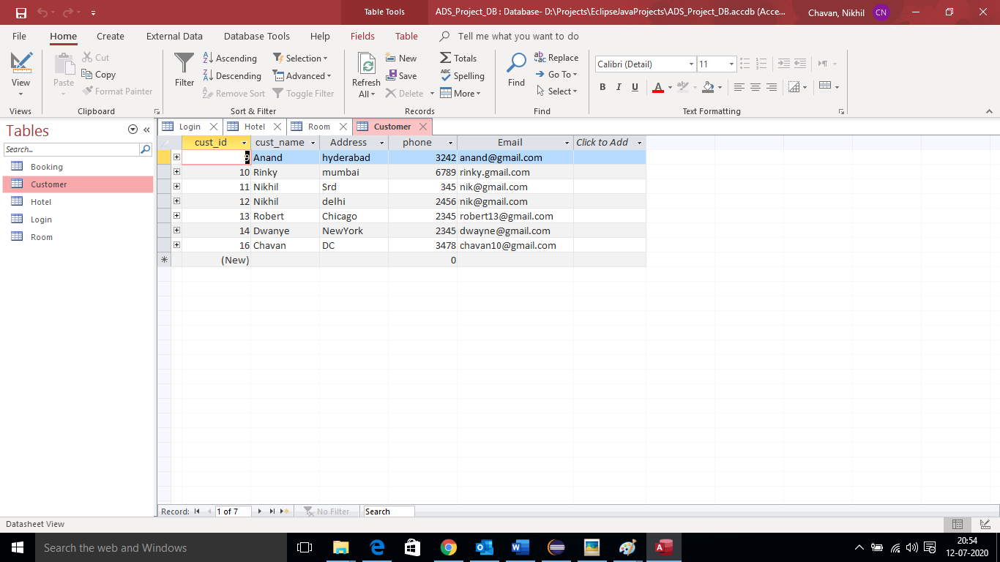 Table Tools ADS_Project_DB : Database- D:\Projects\EclipseJavaProjects\ADS_Project_DB.accdb (Acce... Chavan, Nikhil CN
File Home Create External Data Database Tools Help Fields Table Tell me what you want to do
View
Views
Paste
Cut
Copy
Format Painter
Clipboard
Filter
Ascending
Descending
Remove Sort
Selection
Advanced
Toggle Filter
Sort & Filter
Refresh
All
New
Save
Delete
Totals
Spelling
More
Records
Find
Replace
Go To
Select
Find
Calibri (Detail) 11
B I U A
Text Formatting
Tables
Search...
Booking
Customer
Hotel
Login
Room
Login Hotel Room Customer
cust_id cust_name Address phone Email Click to Add
9 Anand hyderabad 3242 anand@gmail.com
10 Rinky mumbai 6789 rinky.gmail.com
11 Nikhil Srd 345 nik@gmail.com
12 Nikhil delhi 2456 nik@gmail.com
13 Robert Chicago 2345 robert13@gmail.com
14 Dwanye NewYork 2345 dwayne@gmail.com
16 Chavan DC 3478 chavan10@gmail.com
(New) 0
Record: 1 of 7 No Filter Search
Datasheet View
Search the web and Windows
20:54
12-07-2020